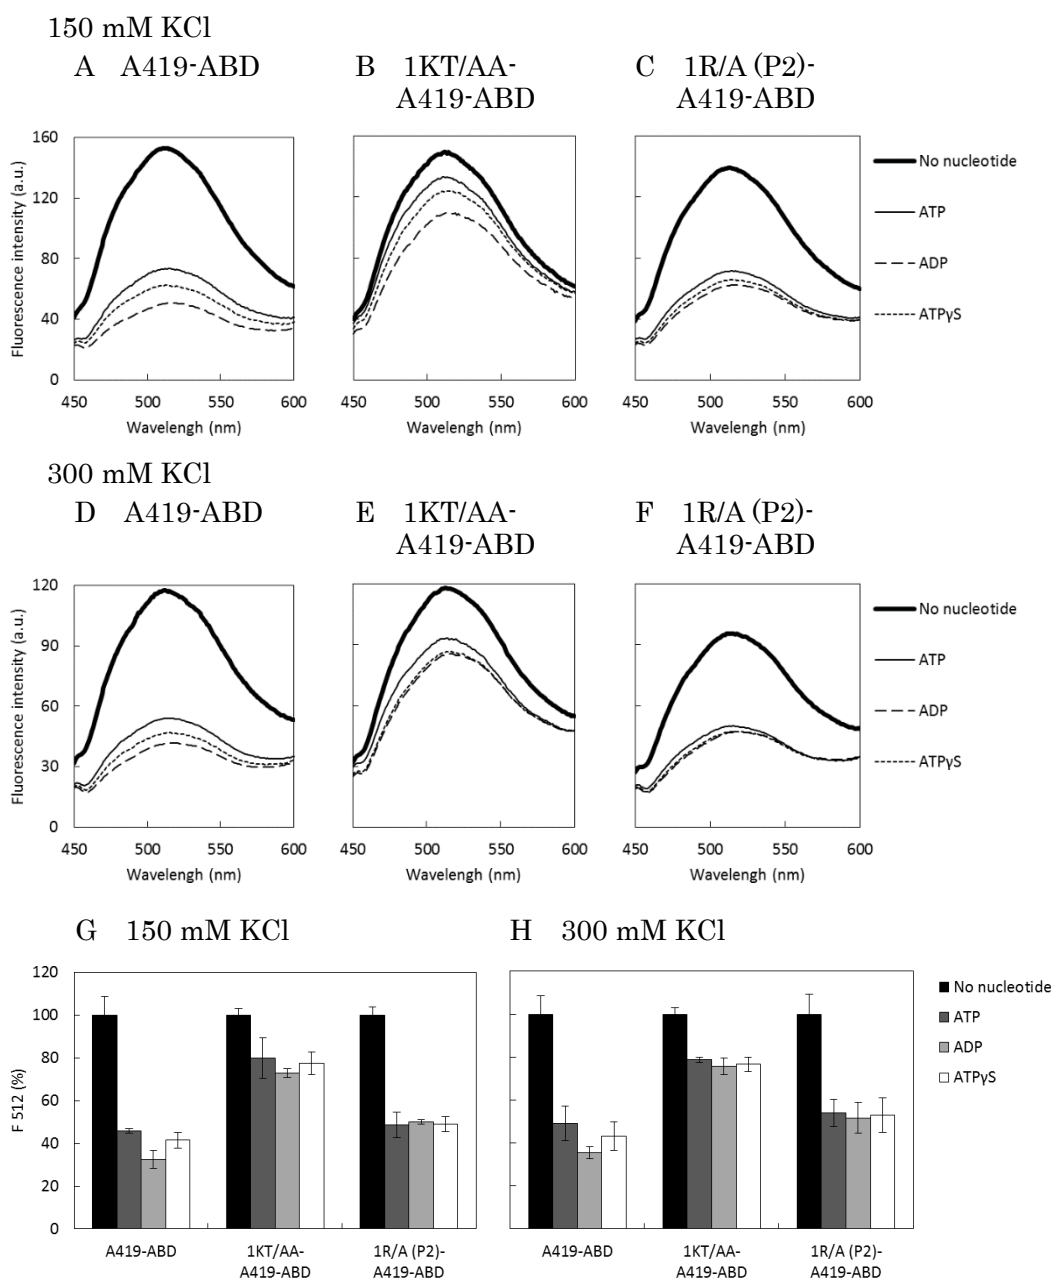 150 mM KCl
A A419-ABD
B 1KT/AA-
A419-ABD
C 1R/A (P2)-
A419-ABD
Fluorescence intensity (a.u.)
160
120
80
40
0
450 500 550 600
Wavelengh (nm)
450 500 550 600
Wavelengh (nm)
450 500 550 600
Wavelengh (nm)
No nucleotide
ATP
ADP
ATPγS
300 mM KCl
D A419-ABD
E 1KT/AA-
A419-ABD
F 1R/A (P2)-
A419-ABD
Fluorescence intensity (a.u.)
120
90
60
30
0
450 500 550 600
Wavelengh (nm)
450 500 550 600
Wavelengh (nm)
450 500 550 600
Wavelengh (nm)
No nucleotide
ATP
ADP
ATPγS
G 150 mM KCl
H 300 mM KCl
F 512 (%)
120
100
80
60
40
20
0
A419-ABD
1KT/AA-
A419-ABD
1R/A (P2)-
A419-ABD
A419-ABD
1KT/AA-
A419-ABD
1R/A (P2)-
A419-ABD
No nucleotide
ATP
ADP
ATPγS